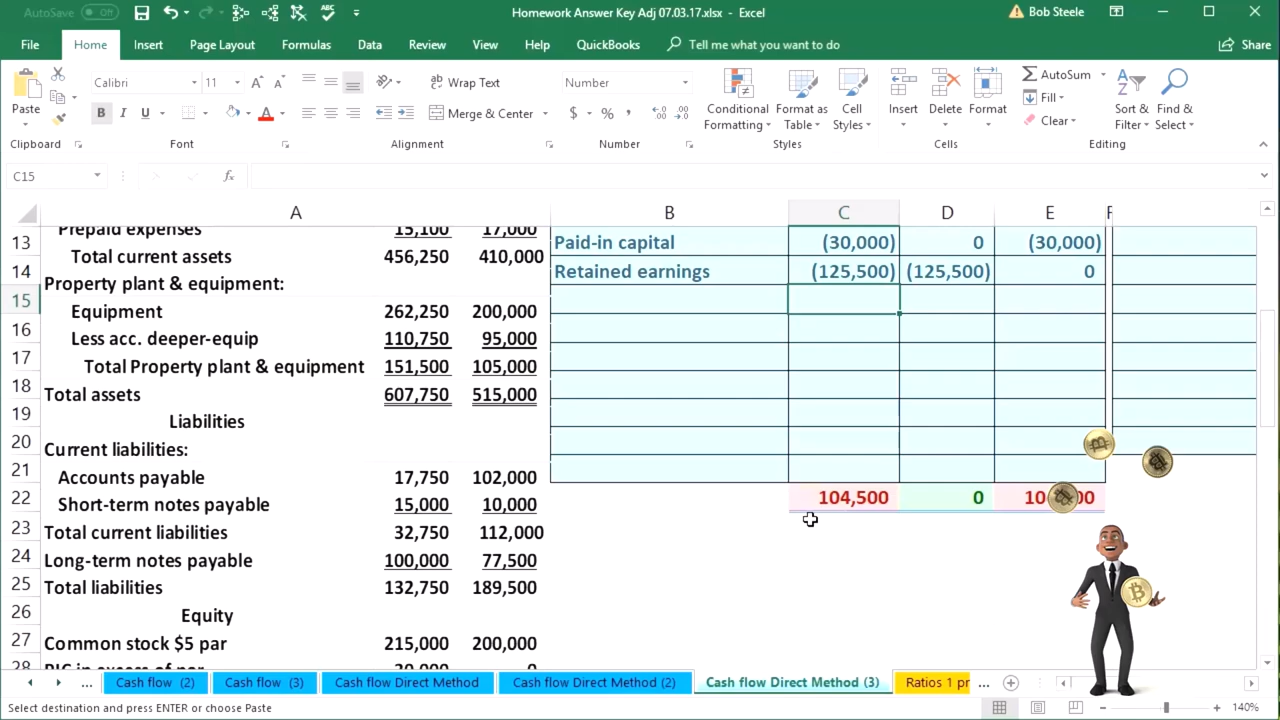 AutoSave Off Homework Answer Key Adj 07.03.17.xlsx - Excel Bob Steele
File Home Insert Page Layout Formulas Data Review View Help QuickBooks Tell me what you want to do Share
Paste Calibri 11 Wrap Text Number AutoSum
B I U Merge & Center $ % Conditional Formatting Format as Table Cell Styles Insert Delete Format Fill Clear Sort & Filter Find & Select
Clipboard Font Alignment Number Styles Cells Editing
C15 fx
A B C D E F
13 Prepaid expenses 15,100 17,000 Paid-in capital (30,000) 0 (30,000)
14 Total current assets 456,250 410,000 Retained earnings (125,500) (125,500) 0
15 Property plant & equipment:
16 Equipment 262,250 200,000
17 Less acc. deeper-equip 110,750 95,000
18 Total Property plant & equipment 151,500 105,000
19 Total assets 607,750 515,000
Liabilities
20 Current liabilities:
21 Accounts payable 17,750 102,000
22 Short-term notes payable 15,000 10,000 104,500 0
23 Total current liabilities 32,750 112,000
24 Long-term notes payable 100,000 77,500
25 Total liabilities 132,750 189,500
26 Equity
27 Common stock $5 par 215,000 200,000
28
... Cash flow (2) Cash flow (3) Cash flow Direct Method Cash flow Direct Method (2) Cash flow Direct Method (3) Ratios 1 pr ...
Select destination and press ENTER or choose Paste 140%